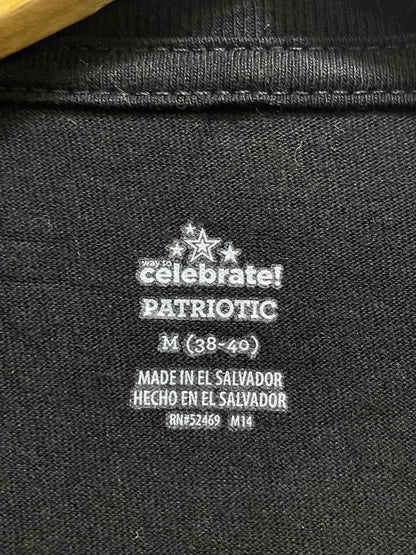 way to
celebrate!
PATRIOTIC
M (38-40)
MADE IN EL SALVADOR
HECHO EN EL SALVADOR
RN#52469 M14